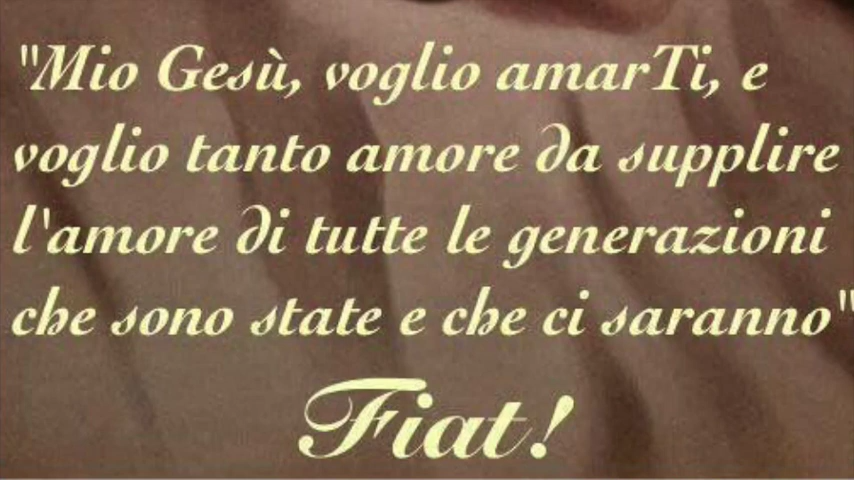 "Mio Gesù, voglio amarTi, e
voglio tanto amore da supplire
l'amore di tutte le generazioni
che sono state e che ci saranno"
Fiat!